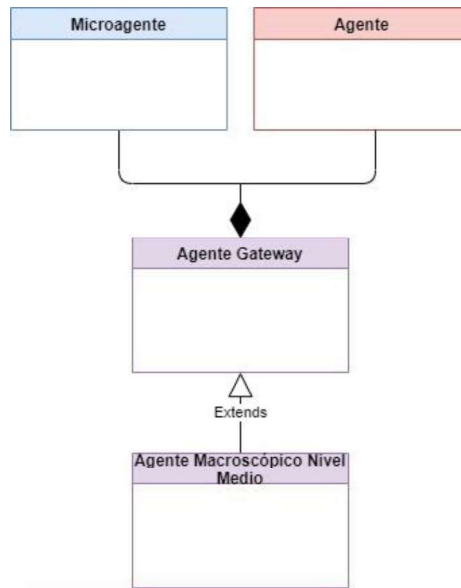 Microagente
Agente
Agente Gateway
Extends
Agente Macroscópico Nivel
Medio